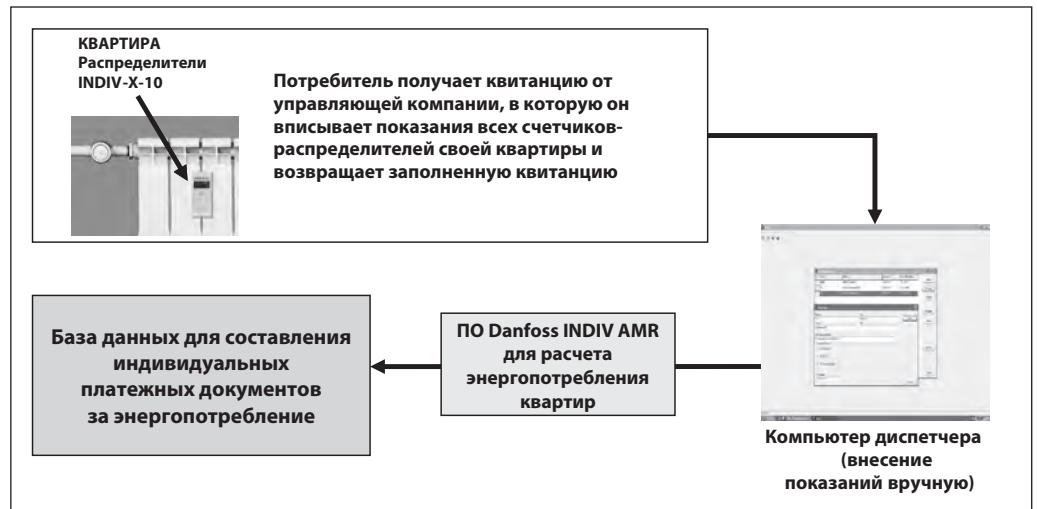 КВАРТИРА
Распределители
INDIV-X-10
Потребитель получает квитанцию от
управляющей компании, в которую он
вписывает показания всех счетчиков-
распределителей своей квартиры и
возвращает заполненную квитанцию
База данных для составления
индивидуальных
платежных документов
за энергопотребление
ПО Danfoss INDIV AMR
для расчета
энергопотребления
квартир
Компьютер диспетчера
(внесение
показаний вручную)